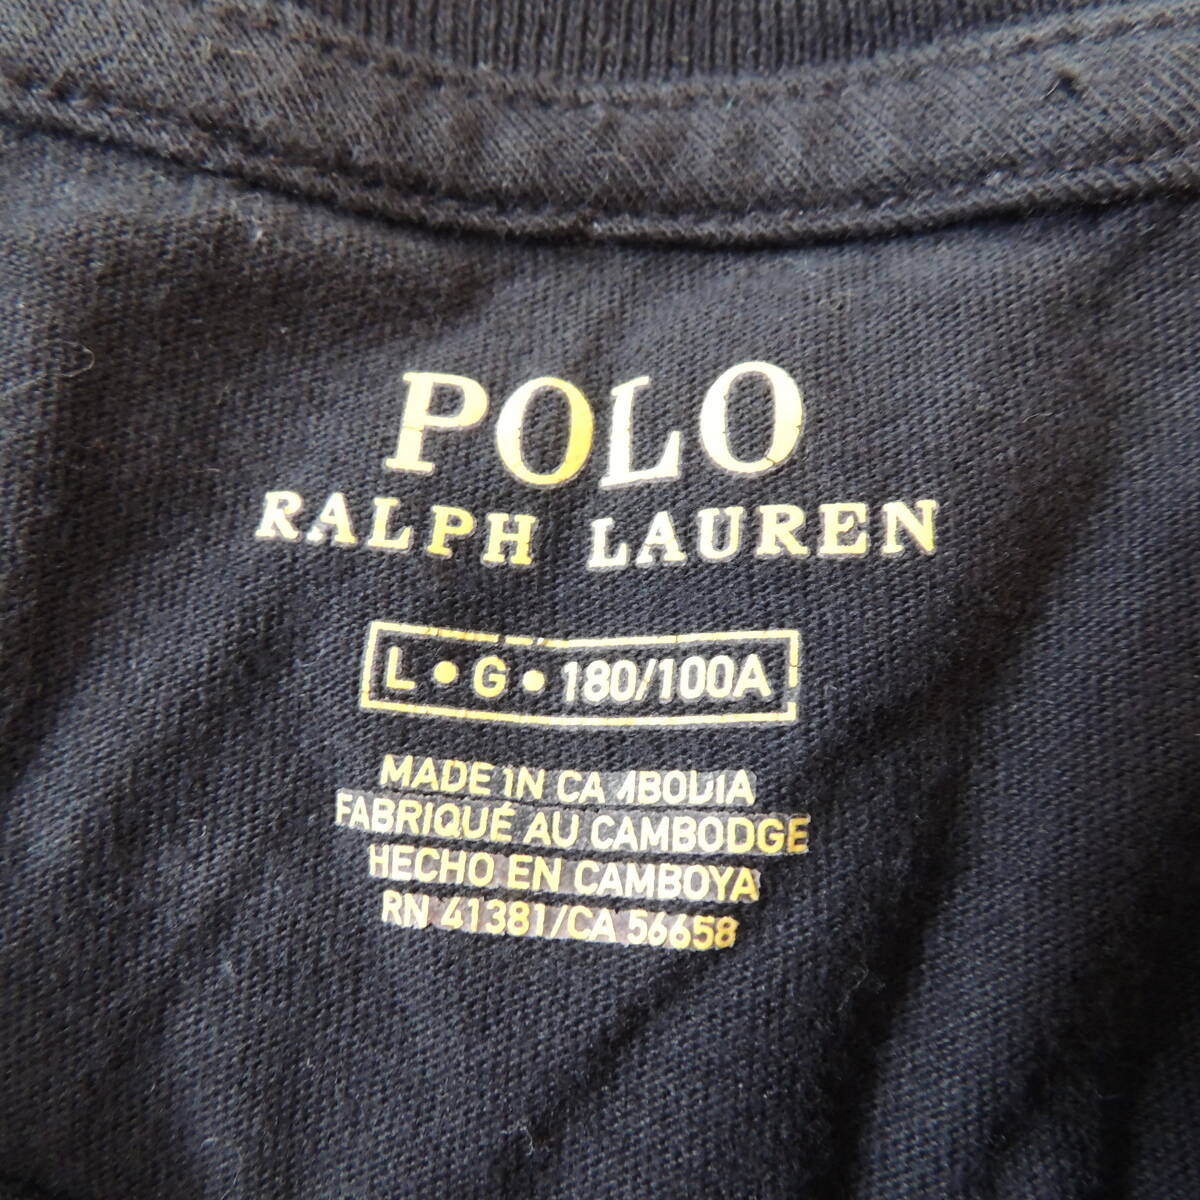 POLO
RALPH LAUREN
L • G • 180/100A
MADE IN CAMBODIA
FABRIQUÉ AU CAMBODGE
HECHO EN CAMBOYA
RN 41381/CA 56658